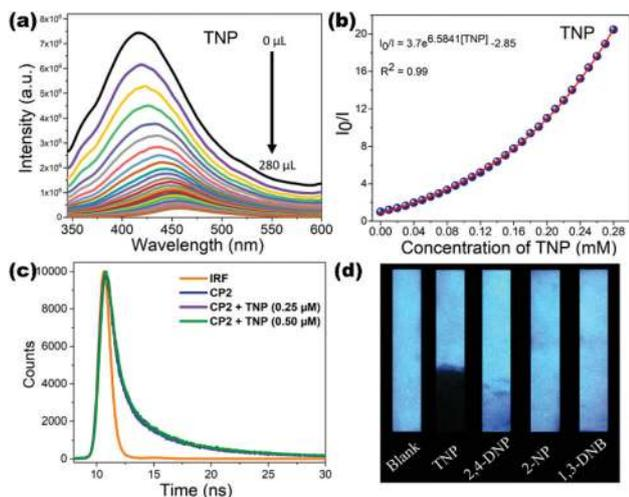 (a)
TNP
0 µL
280 µL
Intensity (a.u.)
8x10⁶
7x10⁶
6x10⁶
5x10⁶
4x10⁶
3x10⁶
2x10⁶
1x10⁶
0
350 400 450 500 550 600
Wavelength (nm)
(b)
TNP
I₀/I = 3.7e^6.5841[TNP] -2.85
R² = 0.99
I₀/I
20
15
10
5
0
0.00 0.04 0.08 0.12 0.16 0.20 0.24 0.28
Concentration of TNP (mM)
(c)
IRF
CP2
CP2 + TNP (0.25 µM)
CP2 + TNP (0.50 µM)
Counts
10000
8000
6000
4000
2000
0
10 15 20 25 30
Time (ns)
(d)
Blank
TNP
2,4-DNP
2-NP
1,3-DNB